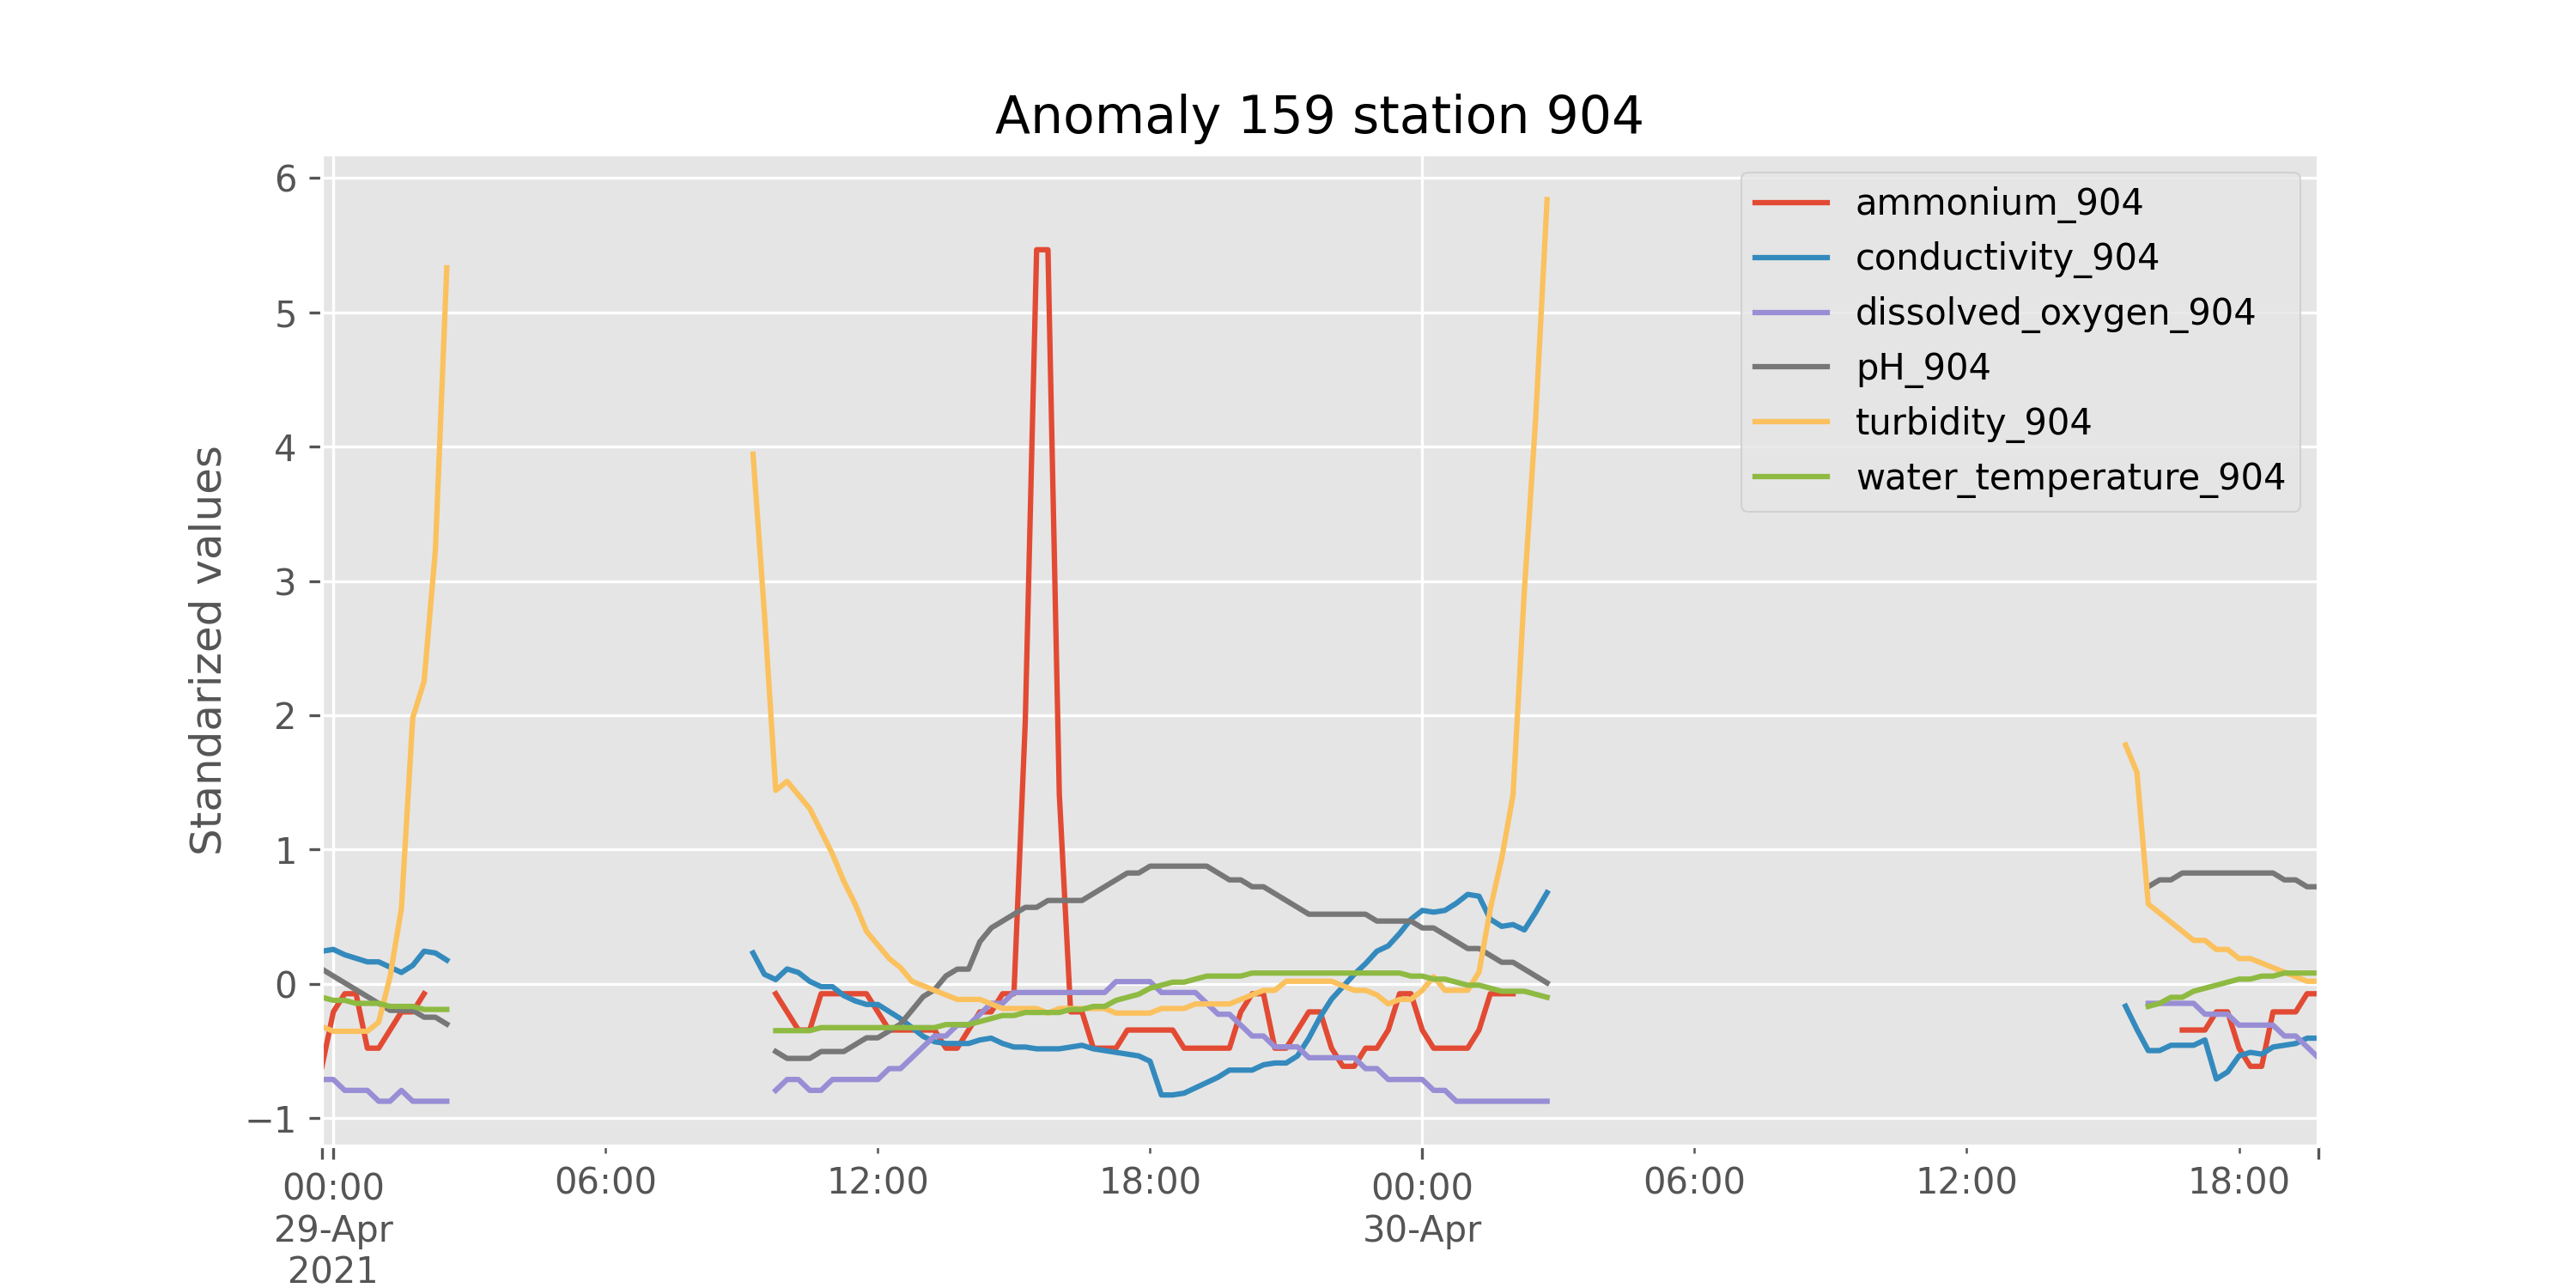 Anomaly 159 station 904
Standarized values
6
5
4
3
2
1
0
−1
ammonium_904
conductivity_904
dissolved_oxygen_904
pH_904
turbidity_904
water_temperature_904
00:00
29-Apr
2021
06:00
12:00
18:00
00:00
30-Apr
06:00
12:00
18:00